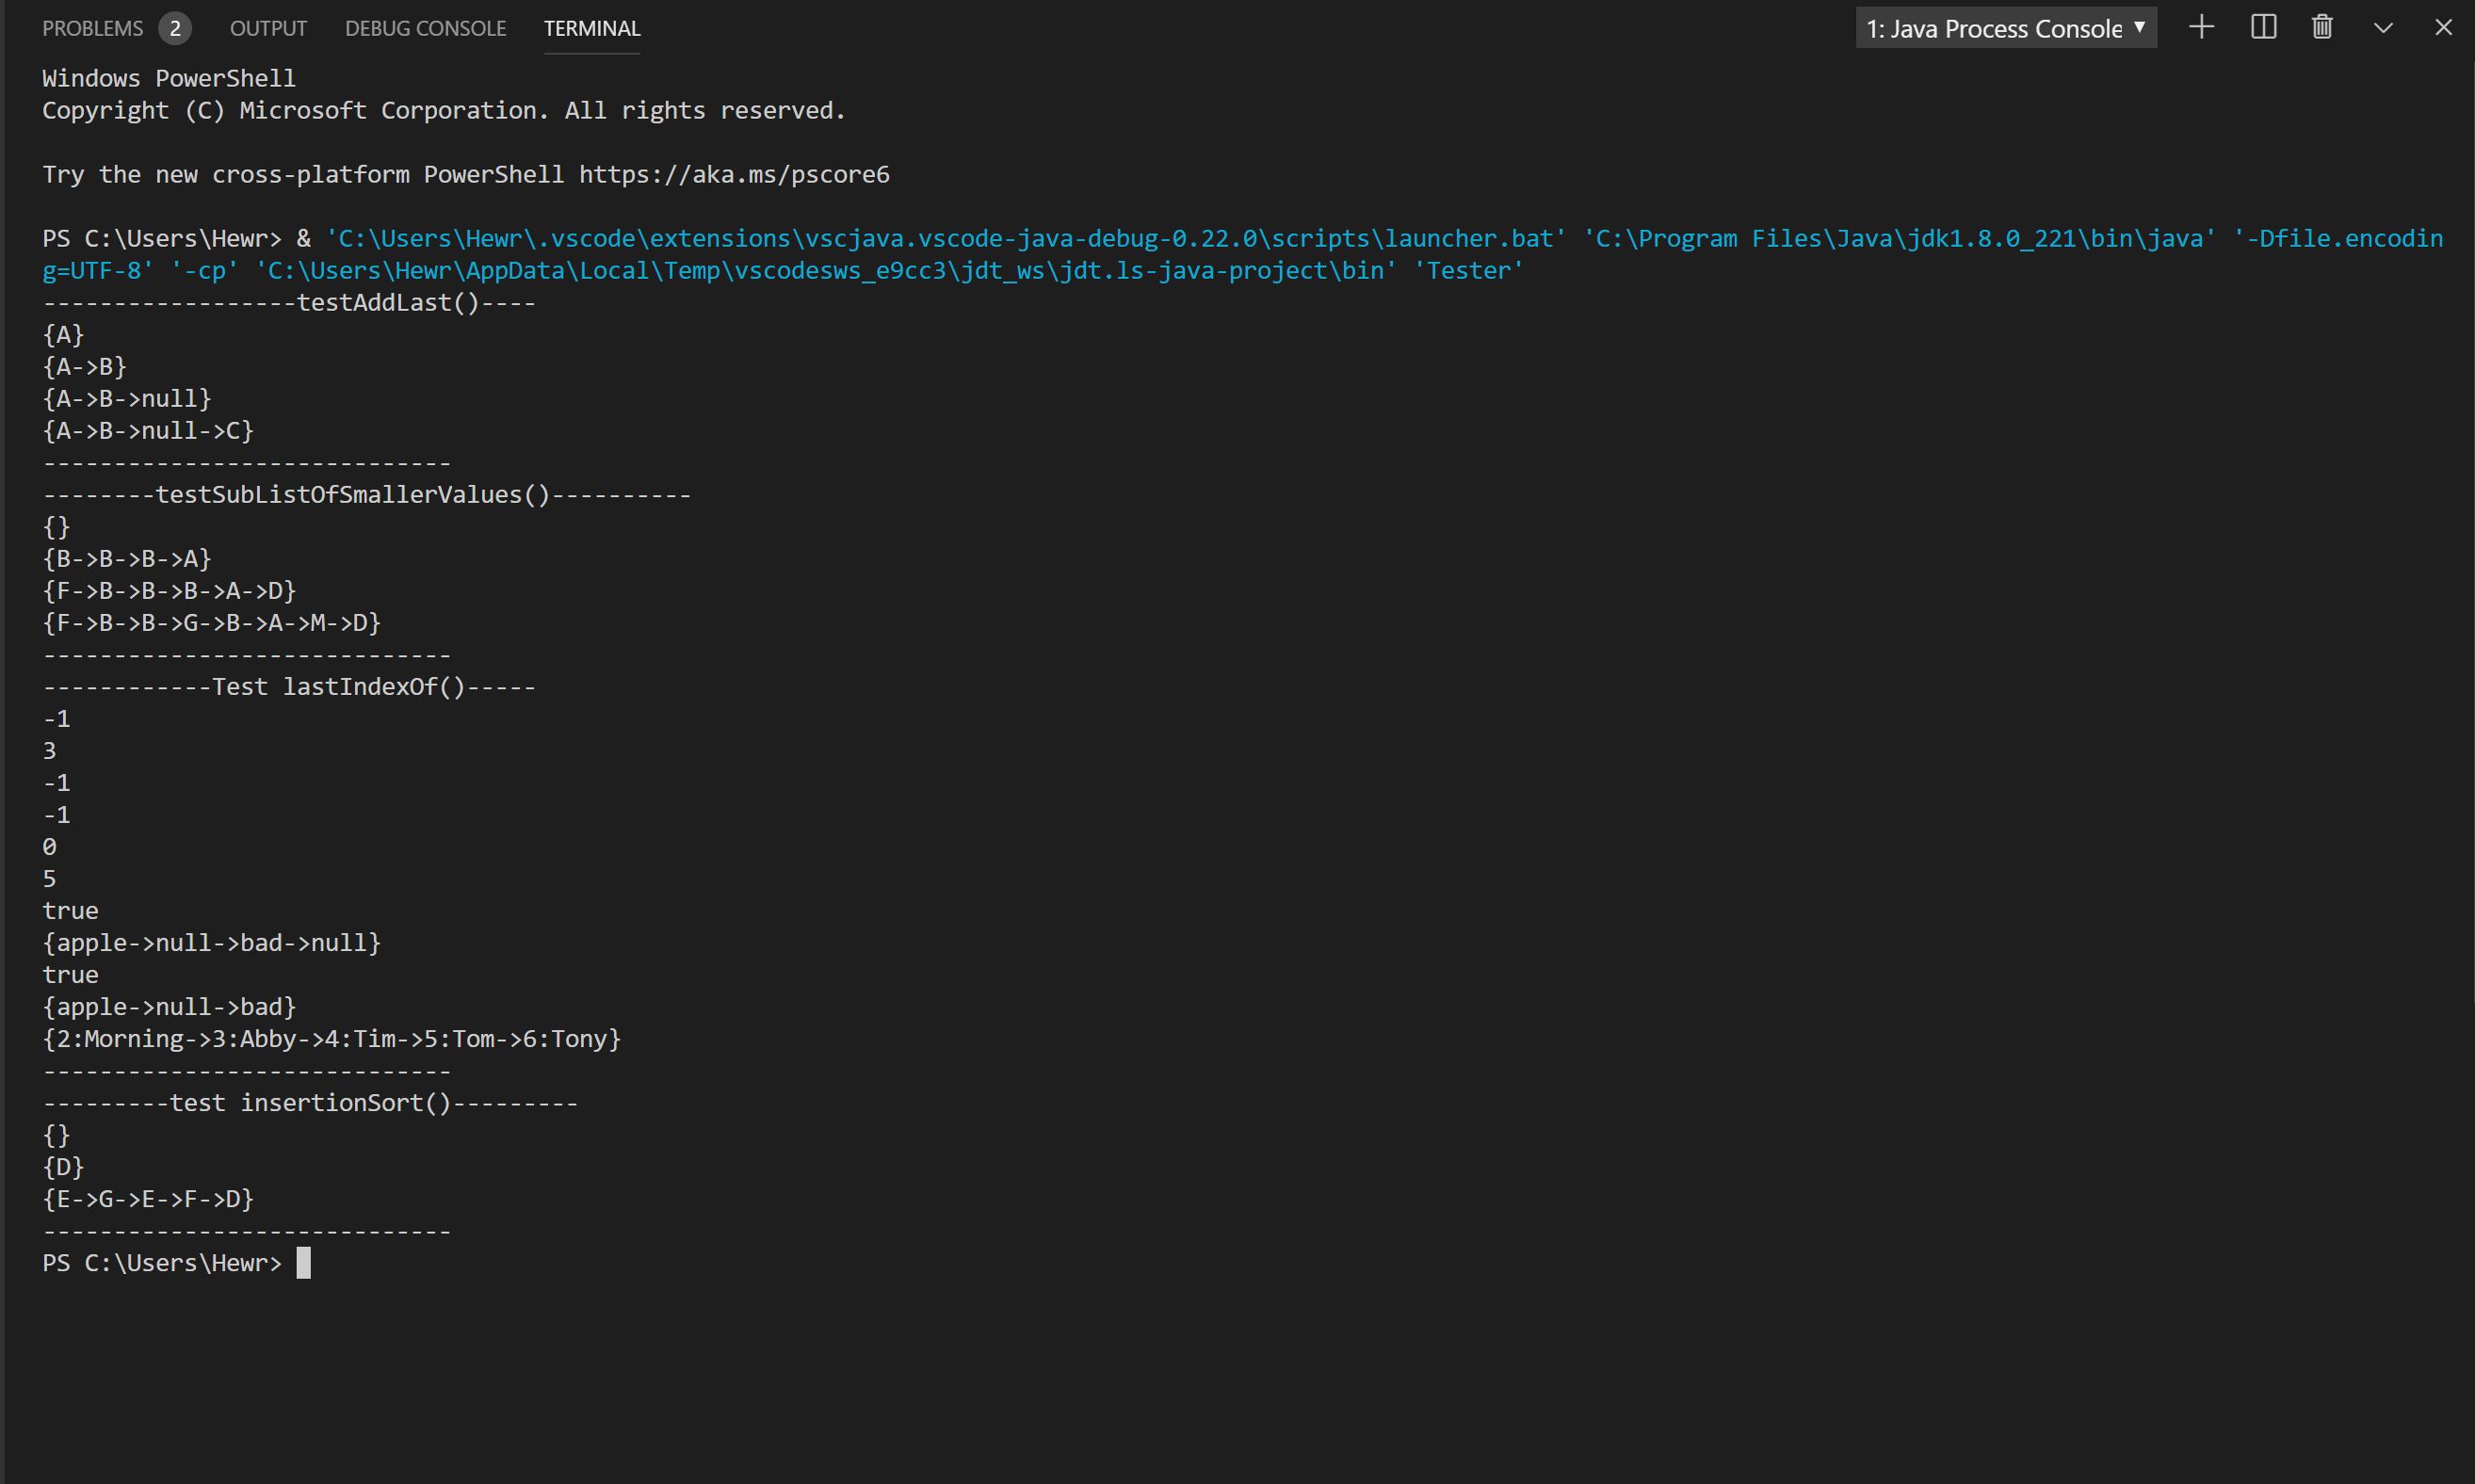 PROBLEMS 2 OUTPUT DEBUG CONSOLE TERMINAL 1: Java Process Console
Windows PowerShell
Copyright (C) Microsoft Corporation. All rights reserved.
Try the new cross-platform PowerShell https://aka.ms/pscore6
PS C:\Users\Hewr> & 'C:\Users\Hewr\.vscode\extensions\vscjava.vscode-java-debug-0.22.0\scripts\launcher.bat' 'C:\Program Files\Java\jdk1.8.0_221\bin\java' '-Dfile.encodin
g=UTF-8' '-cp' 'C:\Users\Hewr\AppData\Local\Temp\vscodesws_e9cc3\jdt_ws\jdt.ls-java-project\bin' 'Tester'
------------------testAddLast()----
{A}
{A->B}
{A->B->null}
{A->B->null->C}
-----------------------------
--------testSubListOfSmallerValues()----------
{}
{B->B->B->A}
{F->B->B->B->A->D}
{F->B->B->G->B->A->M->D}
-----------------------------
------------Test lastIndexOf()-----
-1
3
-1
-1
0
5
true
{apple->null->bad->null}
true
{apple->null->bad}
{2:Morning->3:Abby->4:Tim->5:Tom->6:Tony}
-----------------------------
---------test insertionSort()---------
{}
{D}
{E->G->E->F->D}
-----------------------------
PS C:\Users\Hewr>